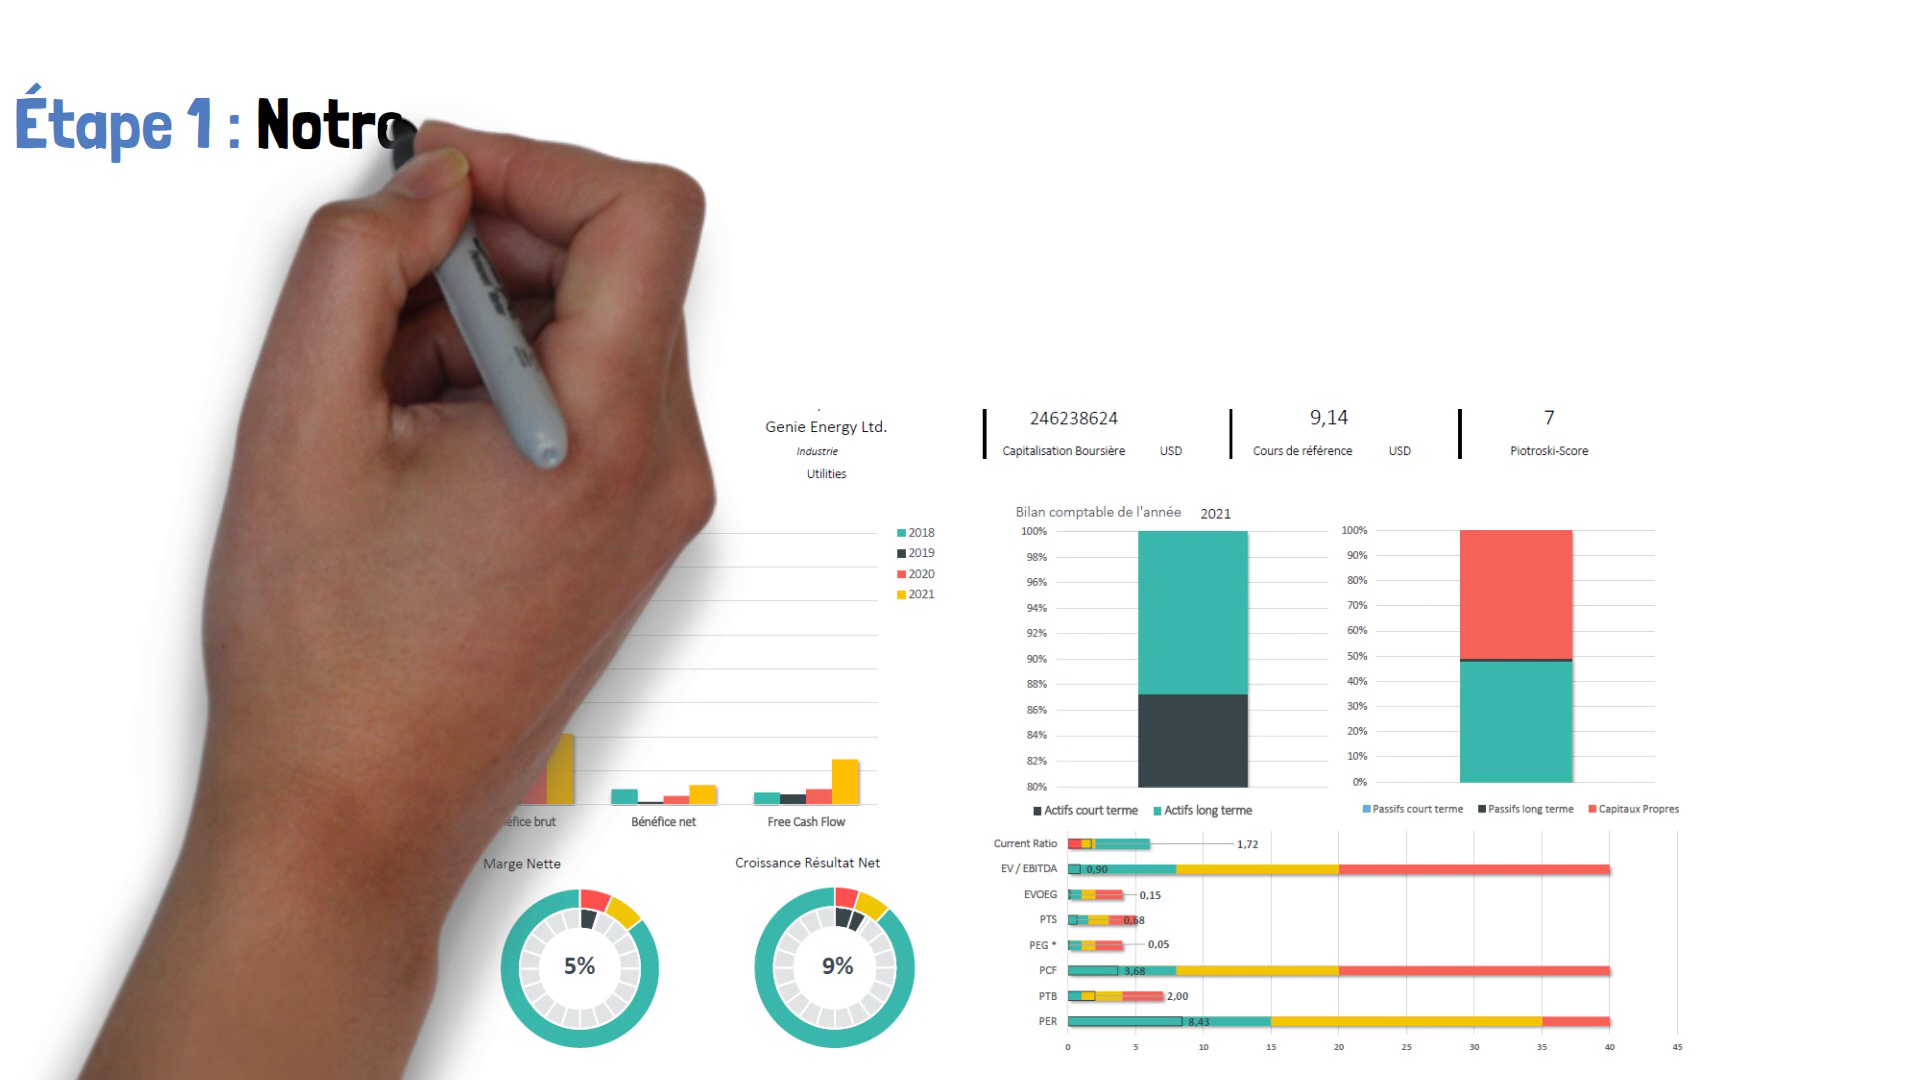 Étape 1 : Notre
Genie Energy Ltd.
Industrie
Utilities
246238624
Capitalisation Boursière USD
9,14
Cours de référence USD
7
Piotroski-Score
2018
2019
2020
2021
brut
Bénéfice net
Free Cash Flow
Marge Nette
5%
Croissance Résultat Net
9%
Bilan comptable de l'année 2021
100%
98%
96%
94%
92%
90%
88%
86%
84%
82%
80%
Actifs court terme Actifs long terme
100%
90%
80%
70%
60%
50%
40%
30%
20%
10%
0%
Passifs court terme Passifs long terme Capitaux Propres
Current Ratio 1,72
EV / EBITDA 0,90
EVOEG 0,15
PTS 0,68
PEG * 0,05
PCF 3,68
PTB 2,00
PER 8,43
0 5 10 15 20 25 30 35 40 45